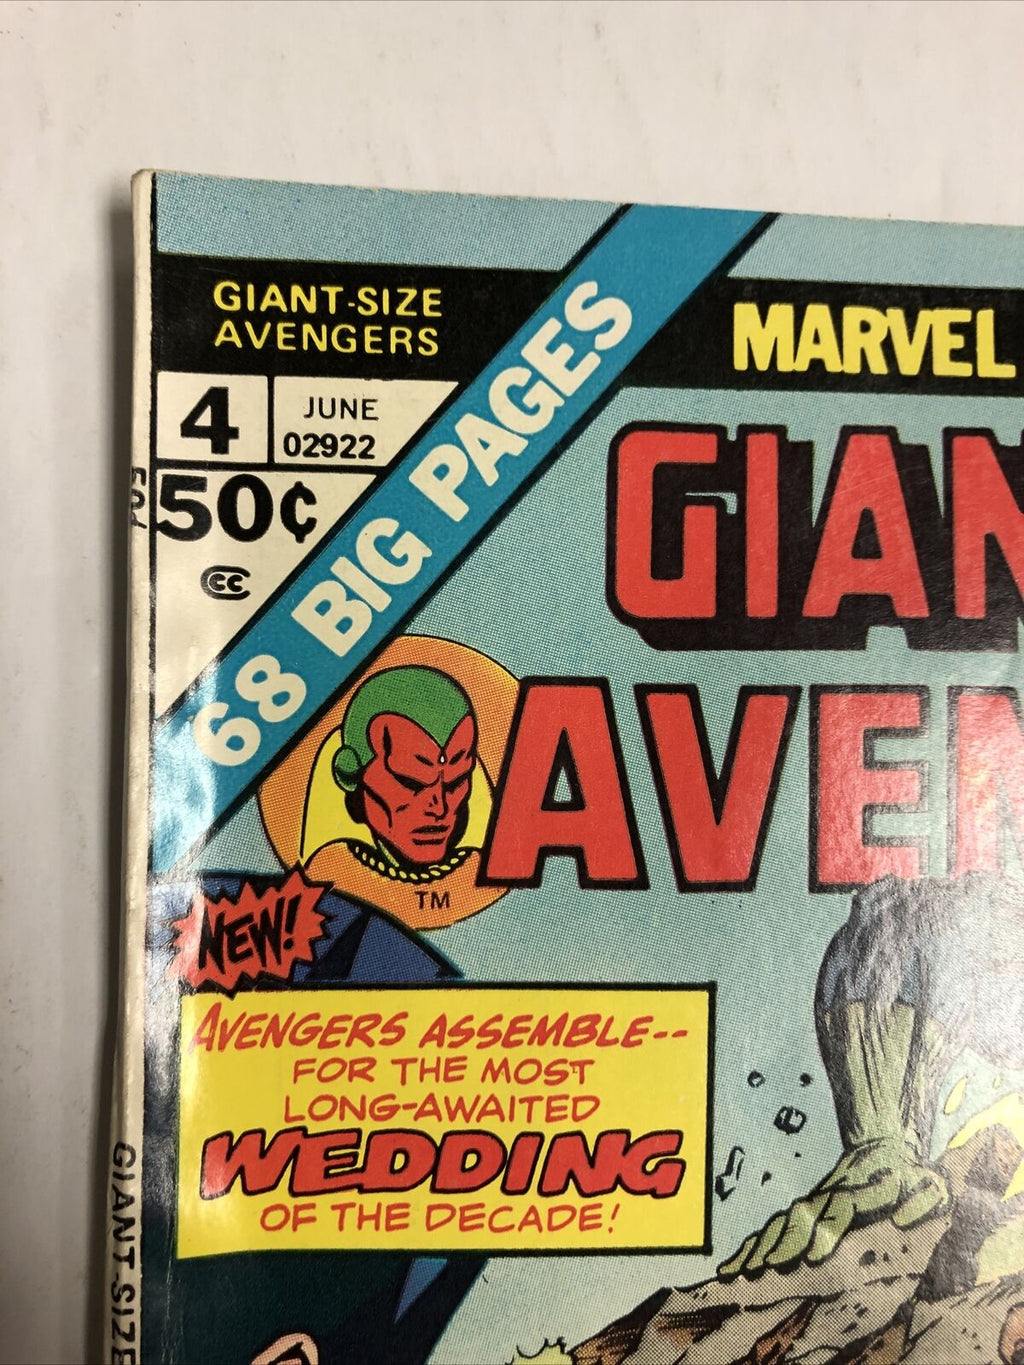 GIANT-SIZE
AVENGERS
MARVEL
4
JUNE
02922
50¢
CC
68 BIG PAGES
GIAN
AVEN
TM
NEW!
AVENGERS ASSEMBLE--
FOR THE MOST
LONG-AWAITED
WEDDING
OF THE DECADE!
GIANT-SIZE